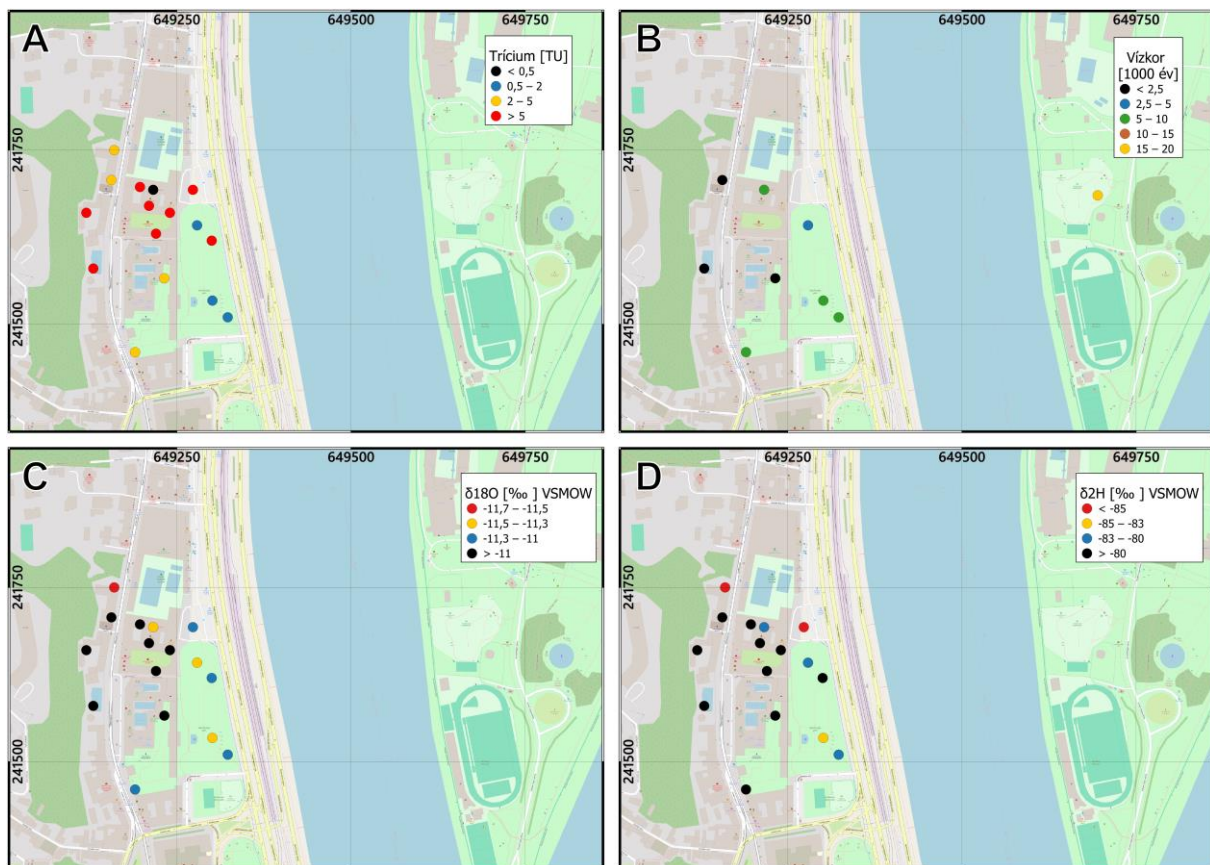 A
649250
649500
649750
241750
241500
Trícium [TU]
< 0,5
0,5 – 2
2 – 5
> 5
B
649250
649500
649750
241750
241500
Vízkor
[1000 év]
< 2,5
2,5 – 5
5 – 10
10 – 15
15 – 20
C
649250
649500
649750
241750
241500
δ18O [‰ ] VSMOW
-11,7 – -11,5
-11,5 – -11,3
-11,3 – -11
> -11
D
649250
649500
649750
241750
241500
δ2H [‰ ] VSMOW
< -85
-85 – -83
-83 – -80
> -80